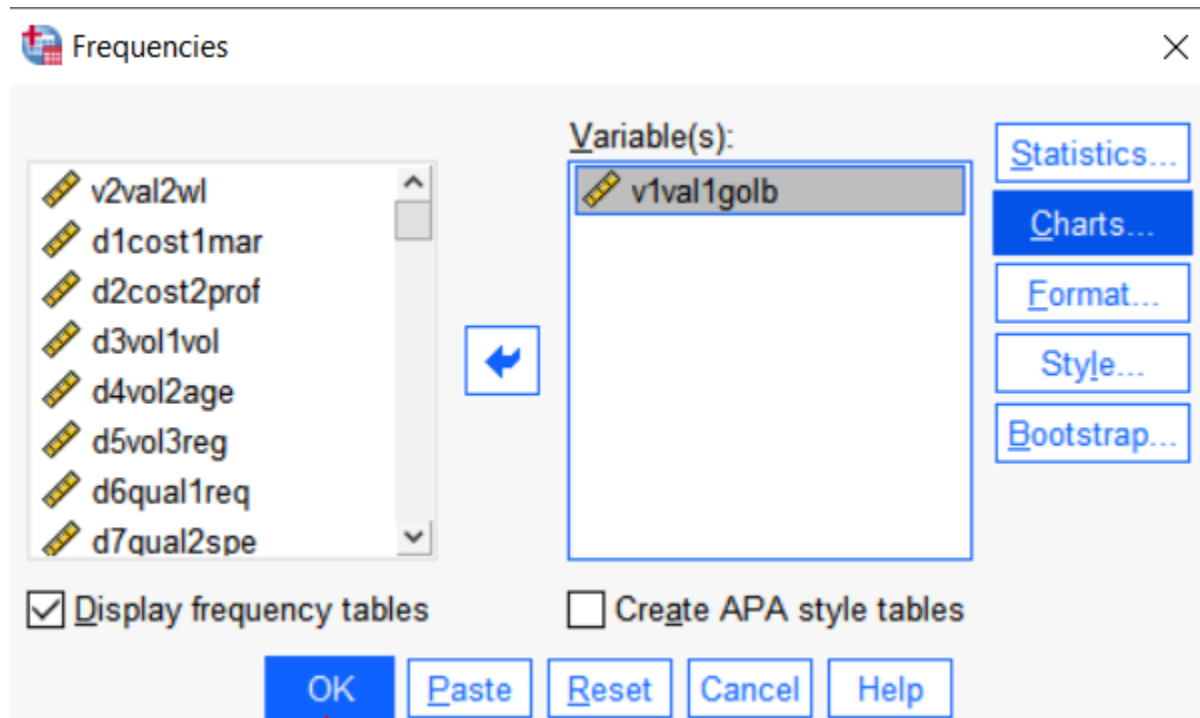 Frequencies
Variable(s):
v2val2wl
d1cost1mar
d2cost2prof
d3vol1vol
d4vol2age
d5vol3reg
d6qual1req
d7qual2spe
v1val1golb
Statistics...
Charts...
Format...
Style...
Bootstrap...
Display frequency tables
Create APA style tables
OK Paste Reset Cancel Help